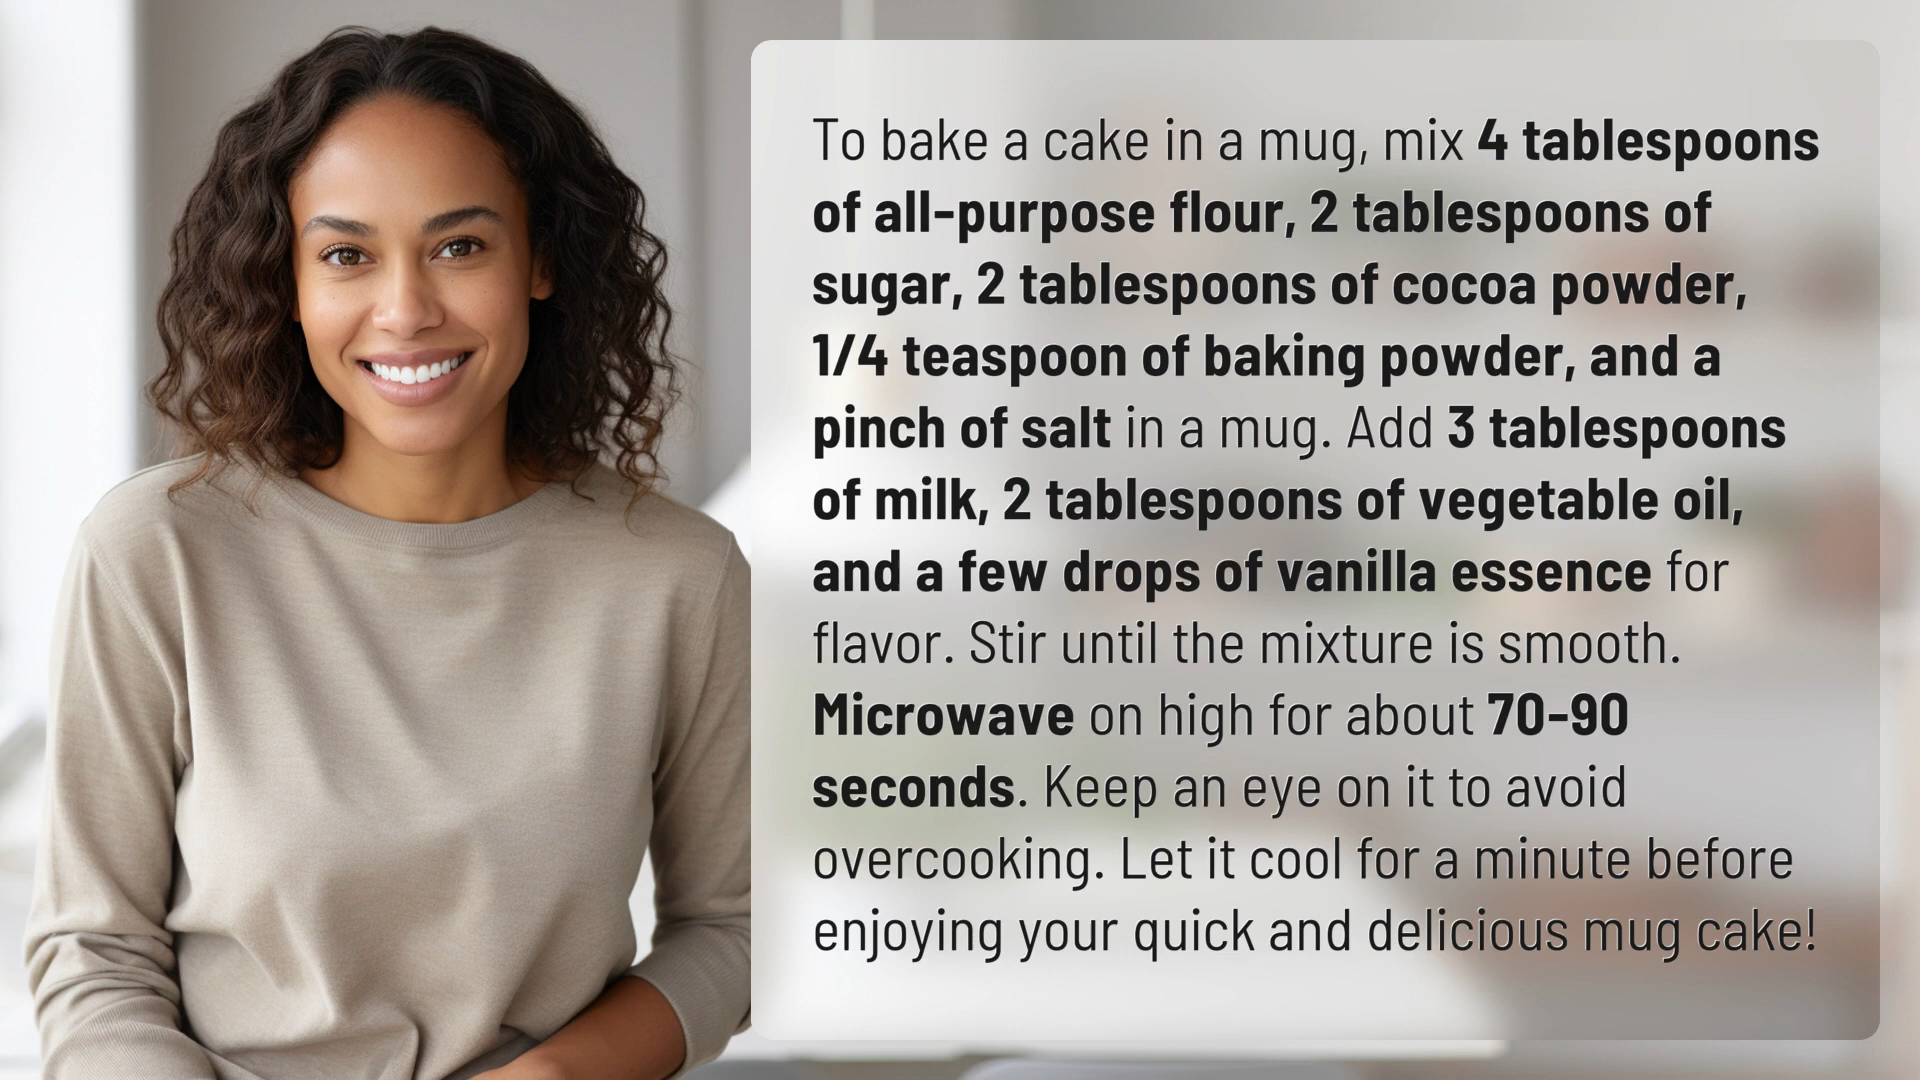 To bake a cake in a mug, mix 4 tablespoons
of all-purpose flour, 2 tablespoons of
sugar, 2 tablespoons of cocoa powder,
1/4 teaspoon of baking powder, and a
pinch of salt in a mug. Add 3 tablespoons
of milk, 2 tablespoons of vegetable oil,
and a few drops of vanilla essence for
flavor. Stir until the mixture is smooth.
Microwave on high for about 70-90
seconds. Keep an eye on it to avoid
overcooking. Let it cool for a minute before
enjoying your quick and delicious mug cake!